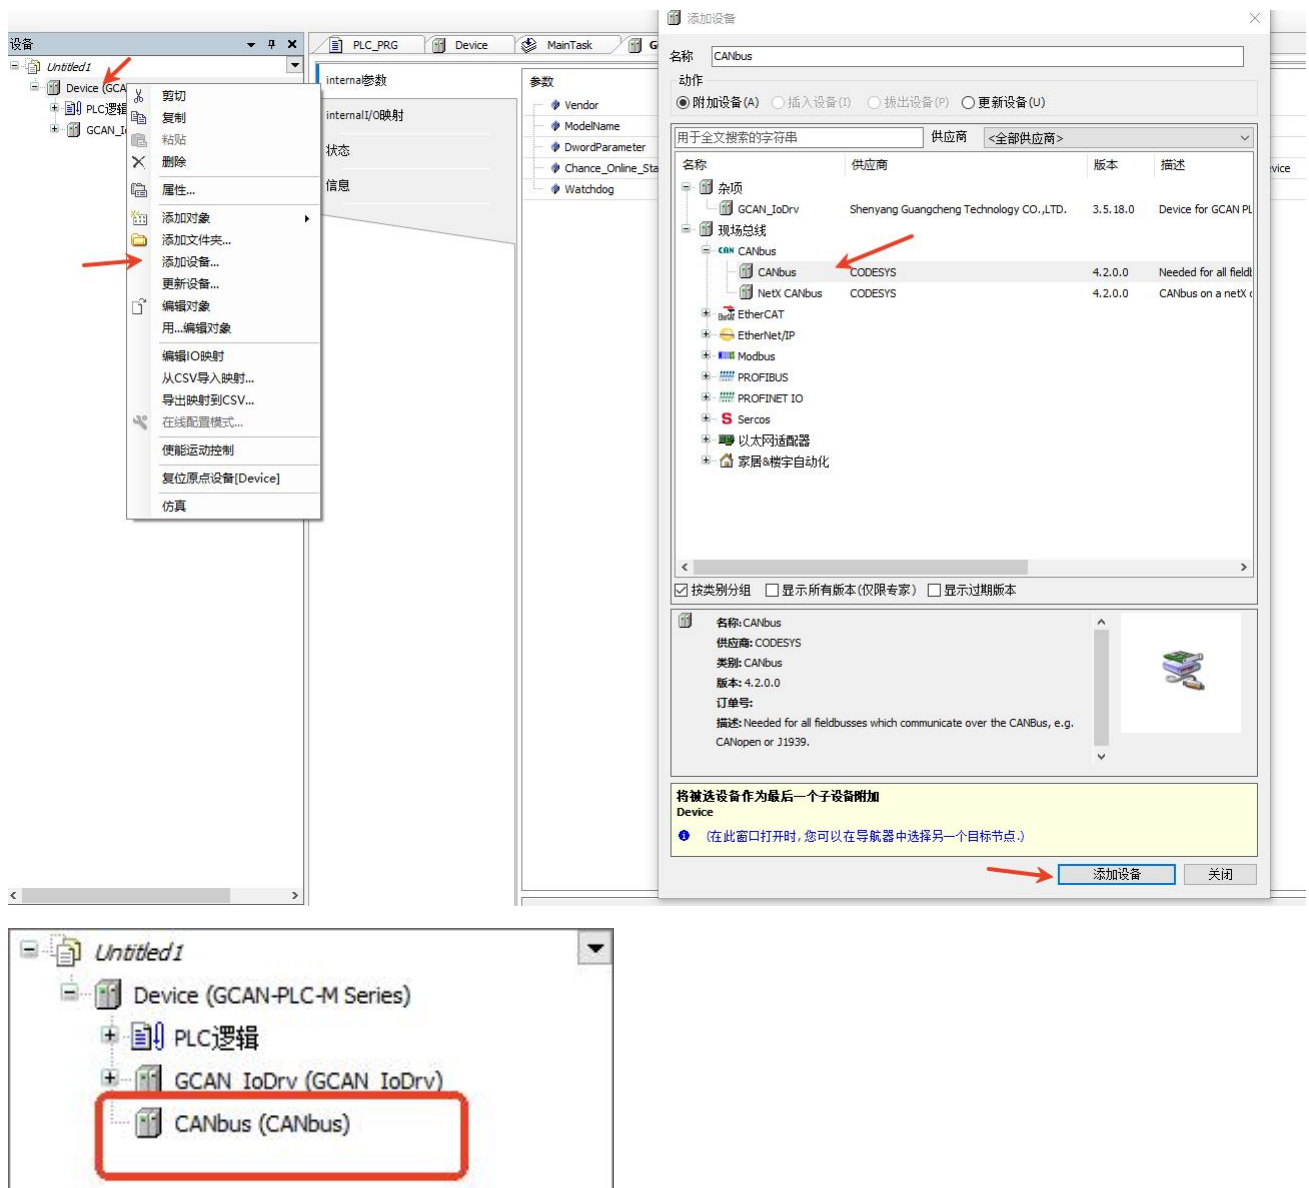 设备
Untitled1
Device (GCA
PLC逻辑
GCAN_I
剪切
复制
粘贴
删除
属性...
添加对象
添加文件夹...
添加设备...
更新设备...
编辑对象
用...编辑对象
编辑IO映射
从CSV导入映射...
导出映射到CSV...
在线配置模式...
使能运动控制
复位原点设备[Device]
仿真
PLC_PRG
Device
MainTask
G
internal参数
internalI/O映射
状态
信息
参数
Vendor
ModelName
DwordParameter
Chance_Online_Sta
Watchdog
vice
添加设备
名称 CANbus
动作
附加设备(A) 插入设备(I) 拔出设备(P) 更新设备(U)
用于全文搜索的字符串 供应商 <全部供应商>
名称 供应商 版本 描述
杂项
GCAN_IoDrv Shenyang Guangcheng Technology CO.,LTD. 3.5.18.0 Device for GCAN PL
现场总线
CAN CANbus
CANbus CODESYS 4.2.0.0 Needed for all fieldb
NetX CANbus CODESYS 4.2.0.0 CANbus on a netX
EtherCAT
EtherNet/IP
Modbus
PROFIBUS
PROFINET IO
S Sercos
以太网适配器
家居&楼宇自动化
按类别分组 显示所有版本(仅限专家) 显示过期版本
名称: CANbus
供应商: CODESYS
类别: CANbus
版本: 4.2.0.0
订单号:
描述: Needed for all fieldbusses which communicate over the CANBus, e.g.
CANopen or J1939.
将被选设备作为最后一个子设备附加
Device
(在此窗口打开时, 您可以在导航器中选择另一个目标节点.)
添加设备 关闭
Untitled1
Device (GCAN-PLC-M Series)
PLC逻辑
GCAN_IoDrv (GCAN_IoDrv)
CANbus (CANbus)